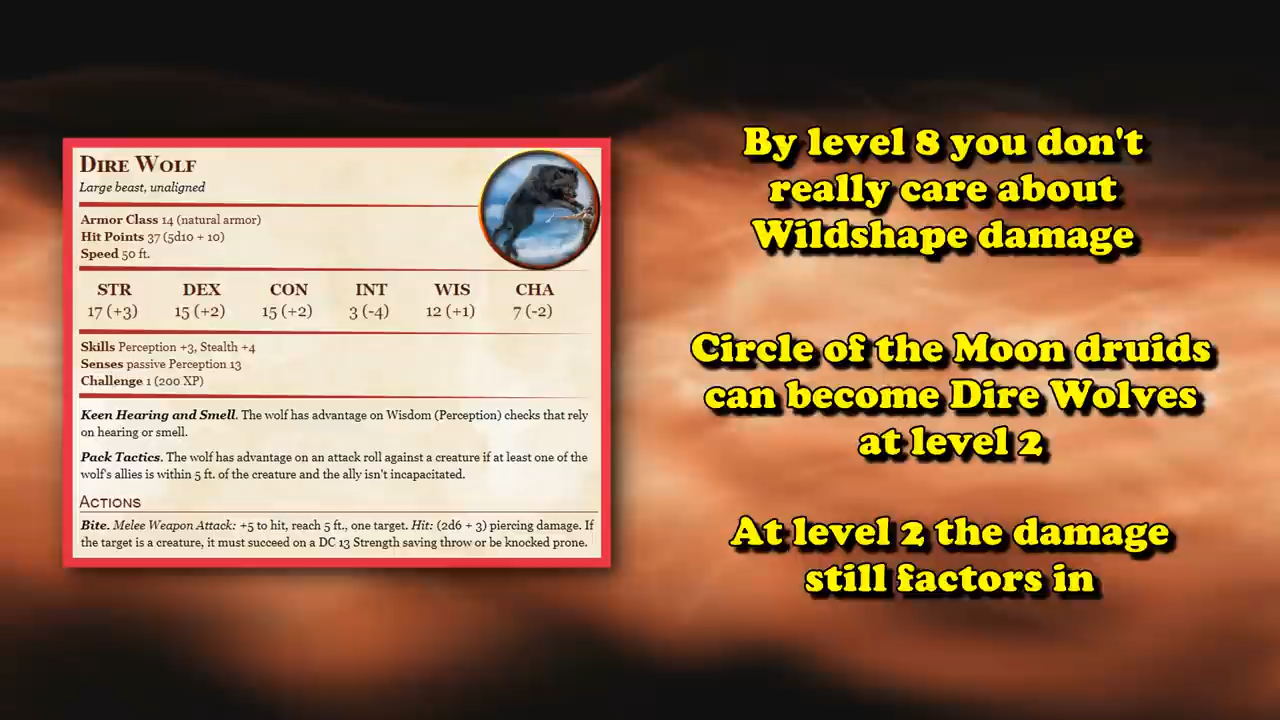 Dire Wolf
Large beast, unaligned
Armor Class 14 (natural armor)
Hit Points 37 (5d10 + 10)
Speed 50 ft.
STR DEX CON INT WIS CHA
17 (+3) 15 (+2) 15 (+2) 3 (-4) 12 (+1) 7 (-2)
Skills Perception +3, Stealth +4
Senses passive Perception 13
Challenge 1 (200 XP)
Keen Hearing and Smell. The wolf has advantage on Wisdom (Perception) checks that rely
on hearing or smell.
Pack Tactics. The wolf has advantage on an attack roll against a creature if at least one of the
wolf's allies is within 5 ft. of the creature and the ally isn't incapacitated.
Actions
Bite. Melee Weapon Attack: +5 to hit, reach 5 ft., one target. Hit: (2d6 + 3) piercing damage. If
the target is a creature, it must succeed on a DC 13 Strength saving throw or be knocked prone.
By level 8 you don't
really care about
Wildshape damage
Circle of the Moon druids
can become Dire Wolves
at level 2
At level 2 the damage
still factors in